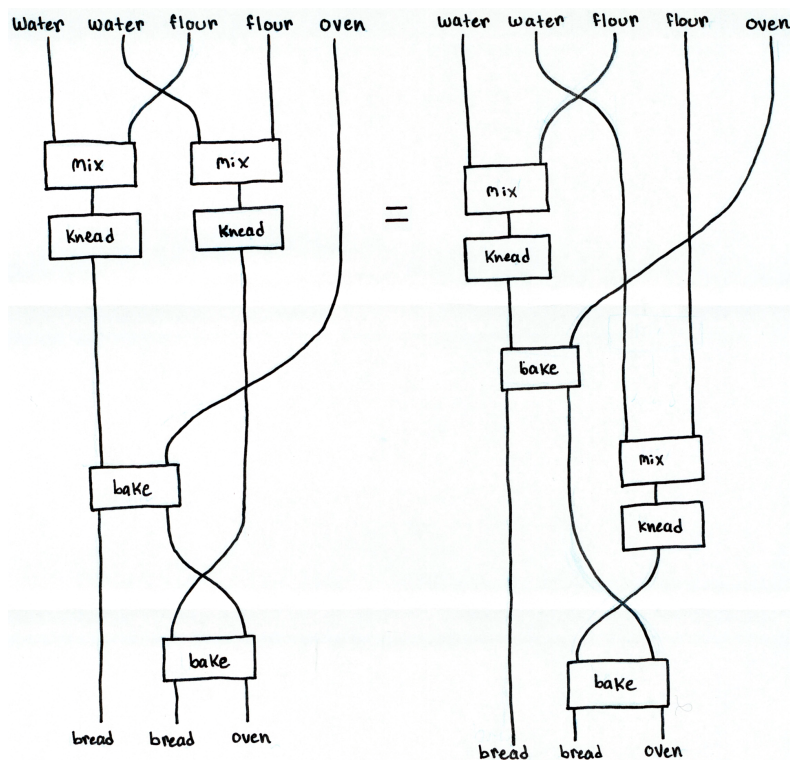 water water flour flour oven
mix mix
Knead Knead
bake
bake
bread bread oven
=
water water flour flour oven
mix
Knead
bake
mix
Knead
bake
bread bread oven